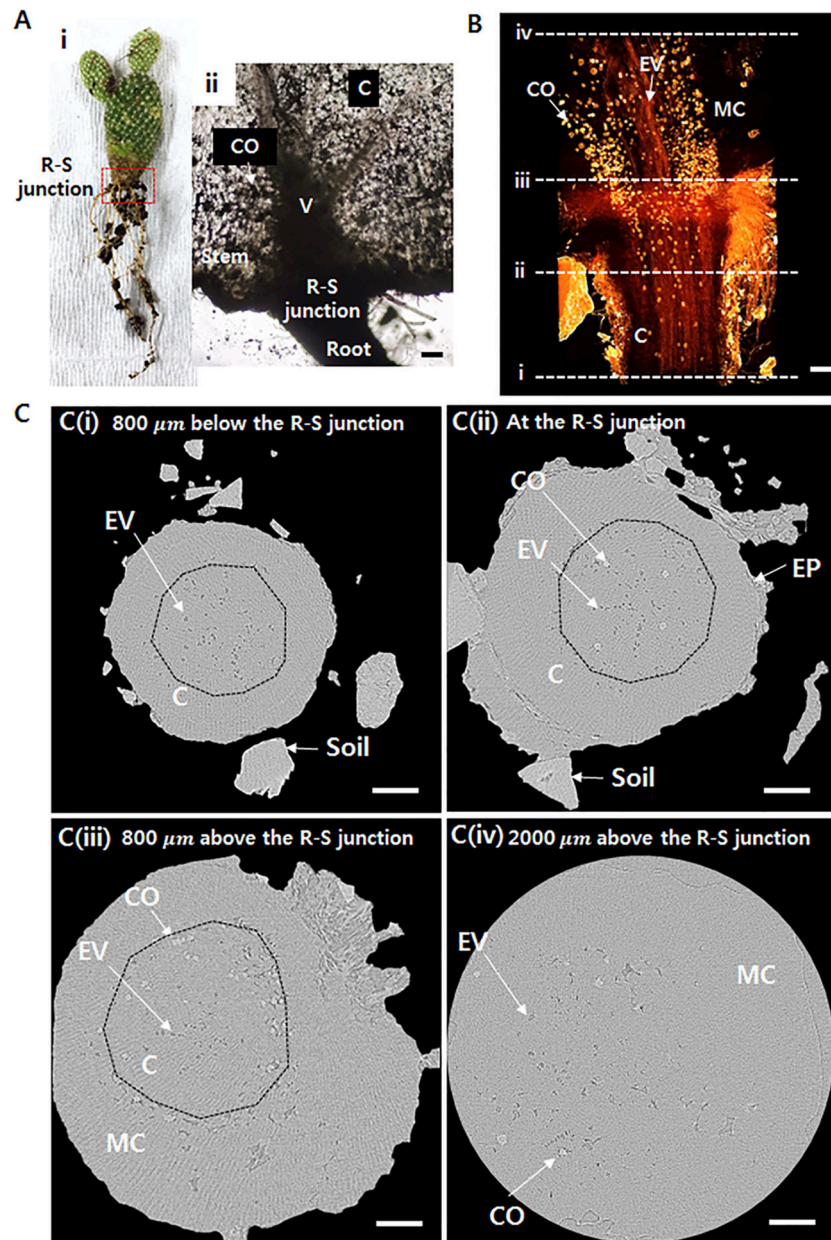 A
i
R-S
junction
ii
C
CO
V
Stem
R-S
junction
Root
B
iv
EV
CO
MC
iii
ii
C
i
C
C(i) 800 μm below the R-S junction
EV
C
Soil
C(ii) At the R-S junction
CO
EV
EP
C
Soil
C(iii) 800 μm above the R-S junction
CO
EV
C
MC
C(iv) 2000 μm above the R-S junction
EV
MC
CO